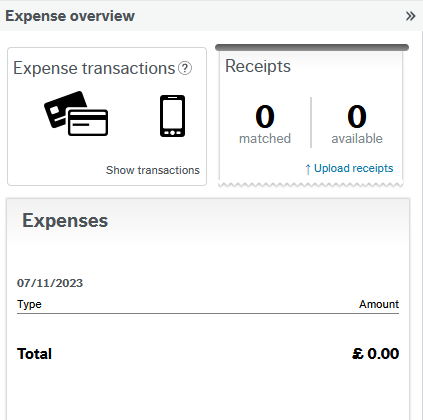 Expense overview »
Expense transactions ?
Show transactions
Receipts
0 0
matched available
↑ Upload receipts
Expenses
07/11/2023
Type Amount
Total £ 0.00